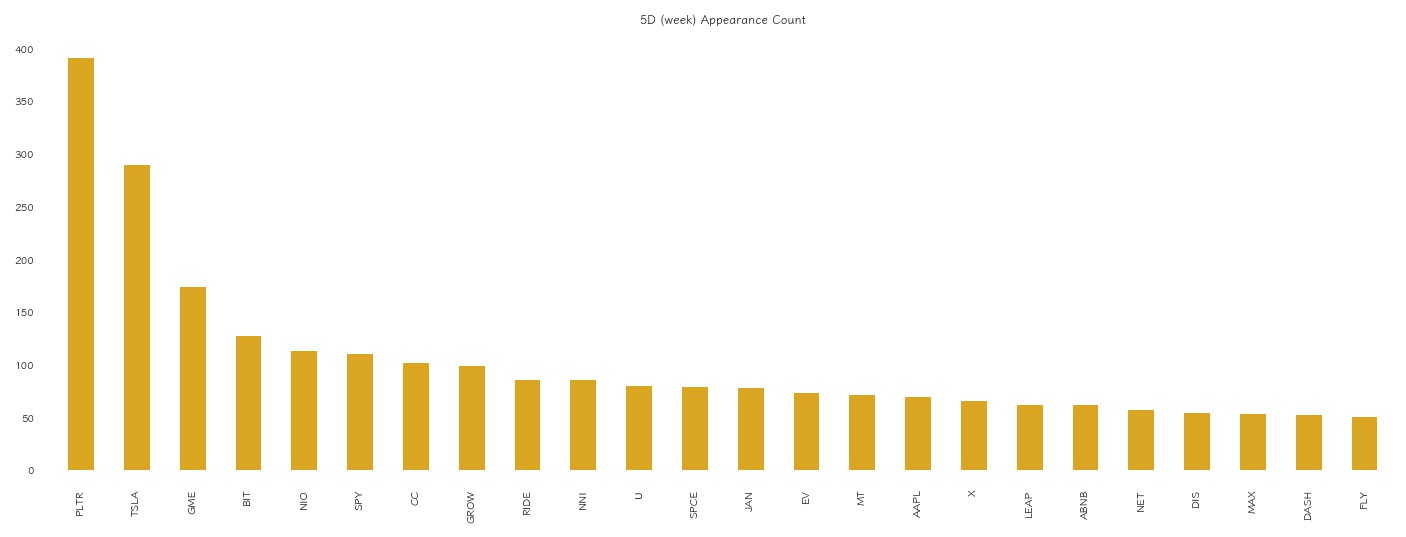 5D (week) Appearance Count
400
350
300
250
200
150
100
50
0
PLTR
TSLA
GME
BIT
NIO
SPY
CC
GROW
RIDE
NNI
U
SPCE
JAN
EV
MT
AAPL
X
LEAP
ABNB
NET
DIS
MAX
DASH
FLY